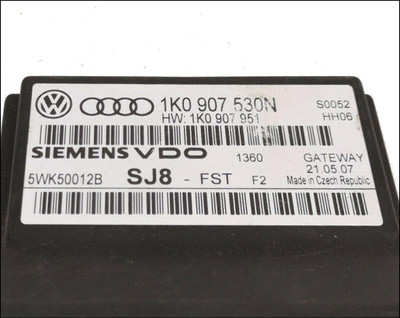 1K0 907 530N S0052
HW: 1K0 907 951 HH06
SIEMENS VDO 1360 GATEWAY
21.05.07
5WK50012B SJ8 - FST F2 Made in Czech Republic